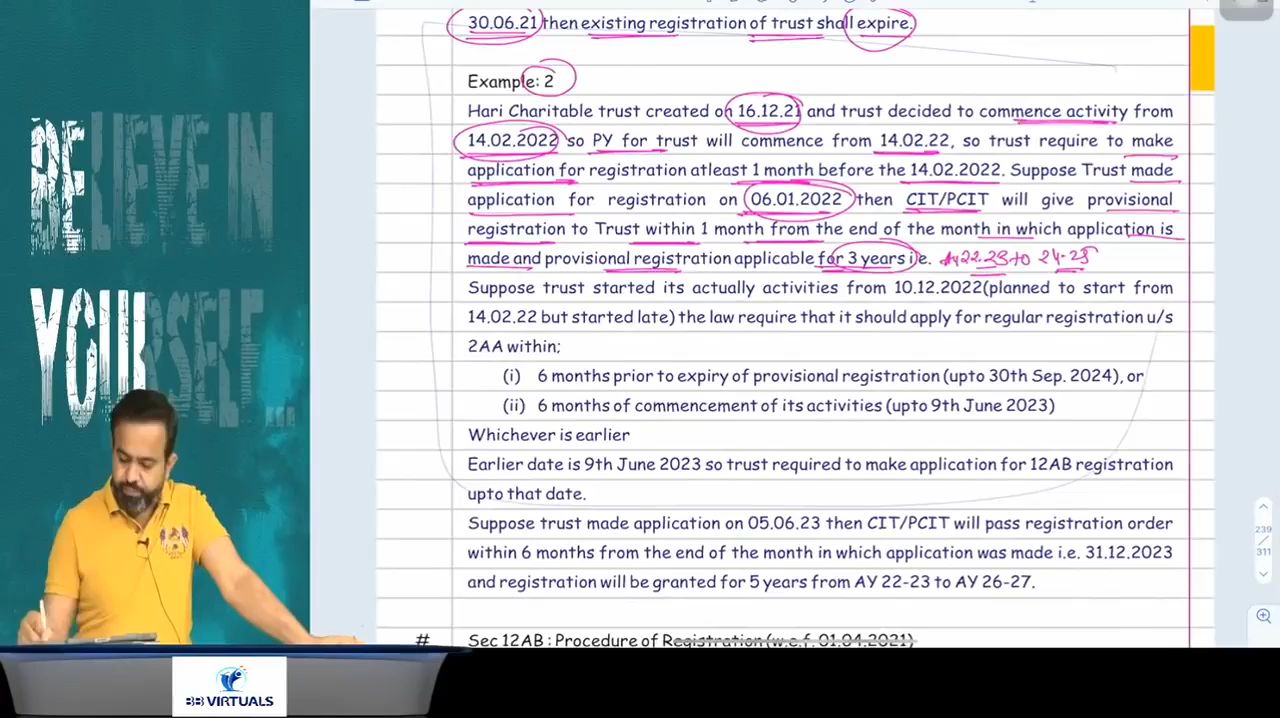 30.06.21 then existing registration of trust shall expire.
Example: 2
Hari Charitable trust created on 16.12.21 and trust decided to commence activity from
14.02.2022 so PY for trust will commence from 14.02.22, so trust require to make
application for registration atleast 1 month before the 14.02.2022. Suppose Trust made
application for registration on 06.01.2022 then CIT/PCIT will give provisional
registration to Trust within 1 month from the end of the month in which application is
made and provisional registration applicable for 3 years i.e. AY 22-23 to 24-25
Suppose trust started its actually activities from 10.12.2022(planned to start from
14.02.22 but started late) the law require that it should apply for regular registration u/s
2AA within;
(i) 6 months prior to expiry of provisional registration (upto 30th Sep. 2024), or
(ii) 6 months of commencement of its activities (upto 9th June 2023)
Whichever is earlier
Earlier date is 9th June 2023 so trust required to make application for 12AB registration
upto that date.
Suppose trust made application on 05.06.23 then CIT/PCIT will pass registration order
within 6 months from the end of the month in which application was made i.e. 31.12.2023
and registration will be granted for 5 years from AY 22-23 to AY 26-27.
# Sec 12AB : Procedure of Registration (w.e.f. 01.04.2021)
BELIEVE IN
YOURSELF...
239
/
311
BB VIRTUALS